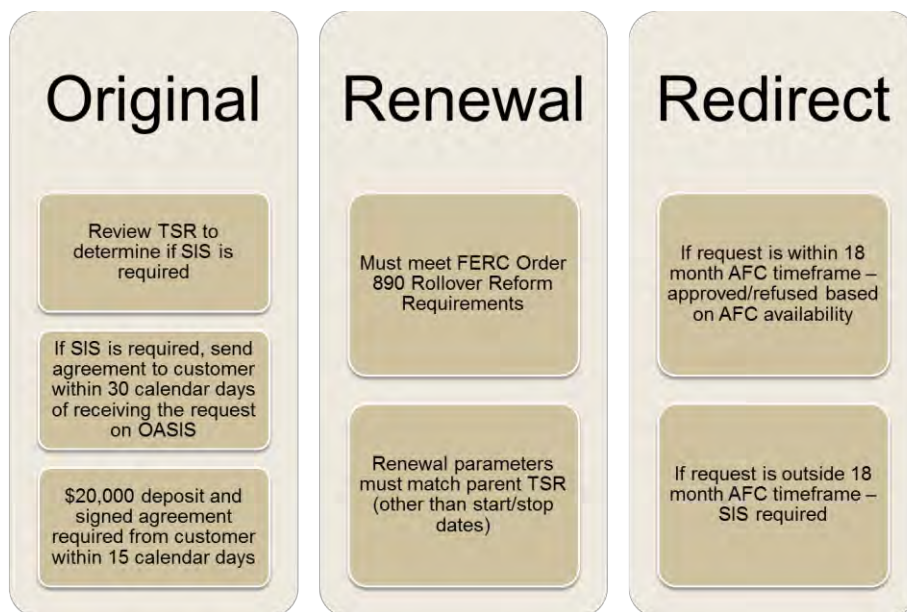 Original
Review TSR to
determine if SIS is
required
If SIS is required, send
agreement to customer
within 30 calendar days
of receiving the request
on OASIS
$20,000 deposit and
signed agreement
required from customer
within 15 calendar days
Renewal
Must meet FERC Order
890 Rollover Reform
Requirements
Renewal parameters
must match parent TSR
(other than start/stop
dates)
Redirect
If request is within 18
month AFC timeframe –
approved/refused based
on AFC availability
If request is outside 18
month AFC timeframe –
SIS required